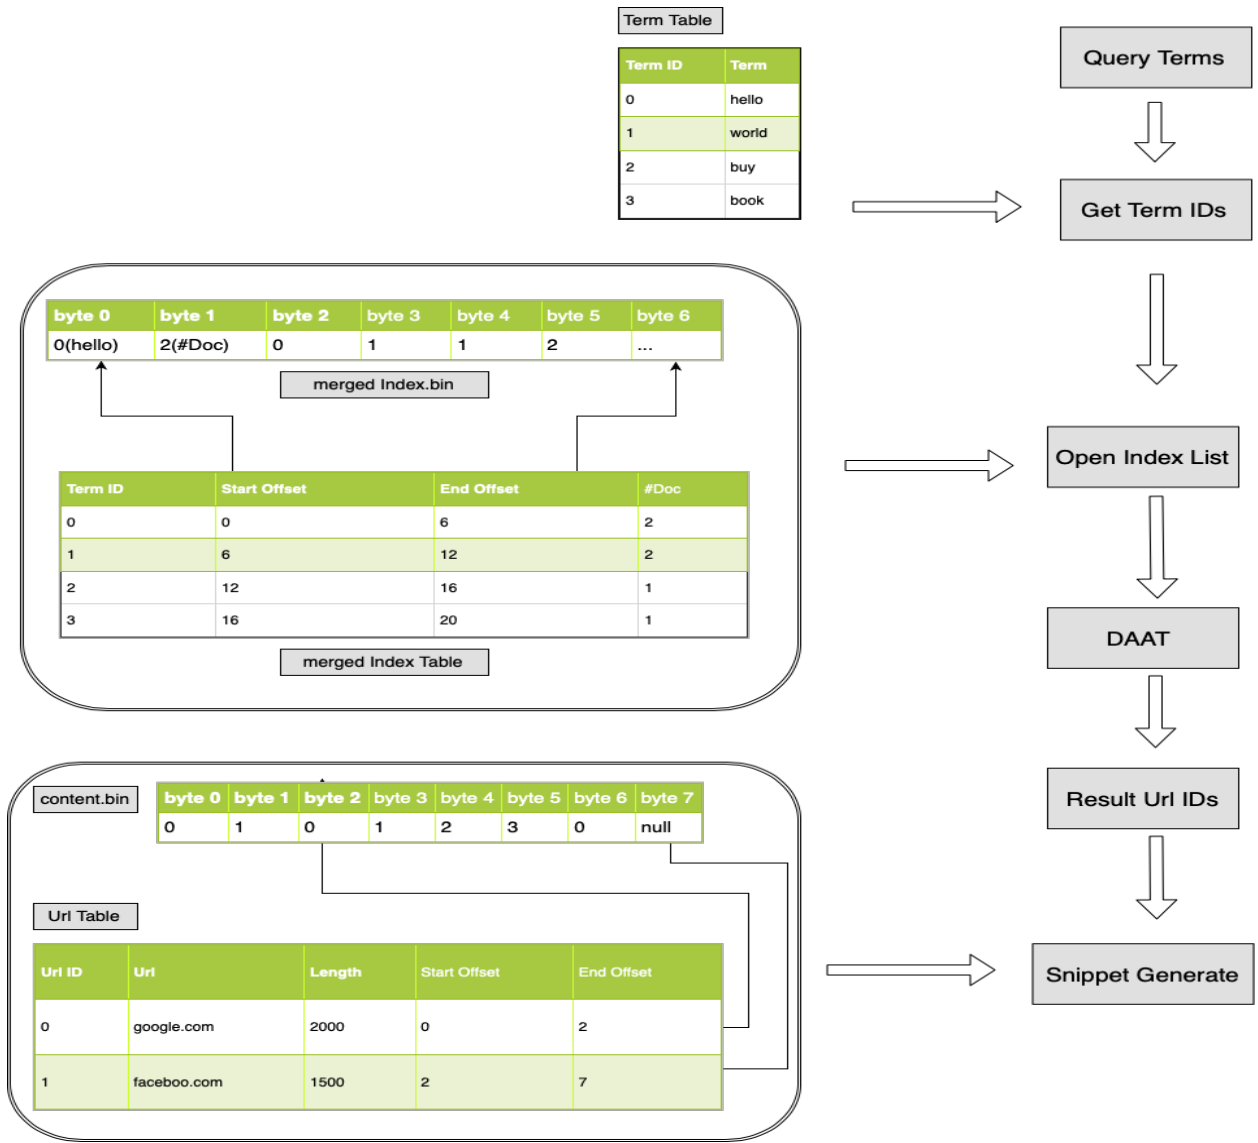 Term Table
Term ID Term
0 hello
1 world
2 buy
3 book
Query Terms
Get Term IDs
byte 0 byte 1 byte 2 byte 3 byte 4 byte 5 byte 6
0(hello) 2(#Doc) 0 1 1 2 ...
merged Index.bin
Term ID Start Offset End Offset #Doc
0 0 6 2
1 6 12 2
2 12 16 1
3 16 20 1
merged Index Table
Open Index List
DAAT
Result Url IDs
content.bin
byte 0 byte 1 byte 2 byte 3 byte 4 byte 5 byte 6 byte 7
0 1 0 1 2 3 0 null
Url Table
Url ID Url Length Start Offset End Offset
0 google.com 2000 0 2
1 faceboo.com 1500 2 7
Snippet Generate